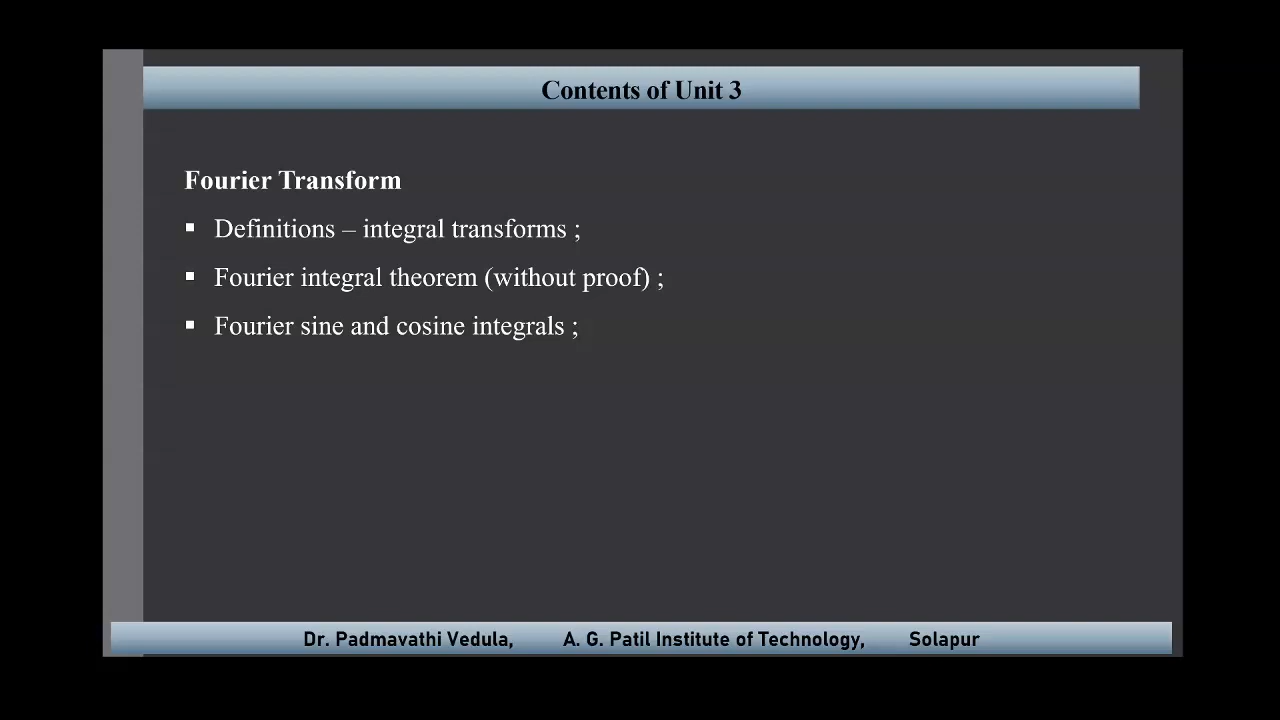 Contents of Unit 3
Fourier Transform
▪ Definitions – integral transforms ;
▪ Fourier integral theorem (without proof) ;
▪ Fourier sine and cosine integrals ;
Dr. Padmavathi Vedula, A. G. Patil Institute of Technology, Solapur